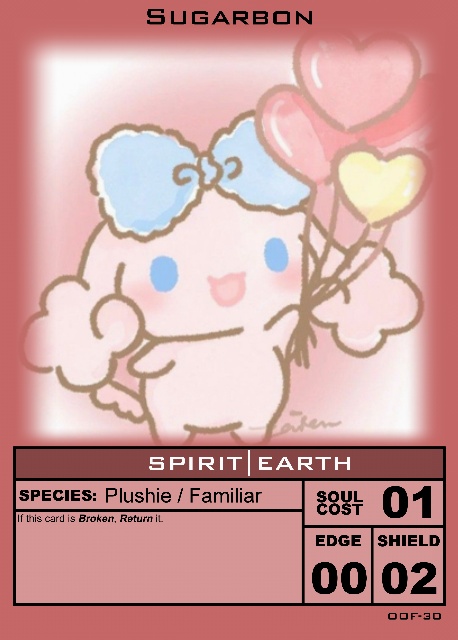 Sugarbon
SPIRIT|EARTH
SPECIES: Plushie / Familiar
If this card is Broken, Return it.
SOUL
COST 01
EDGE
00
SHIELD
02
OOF-30